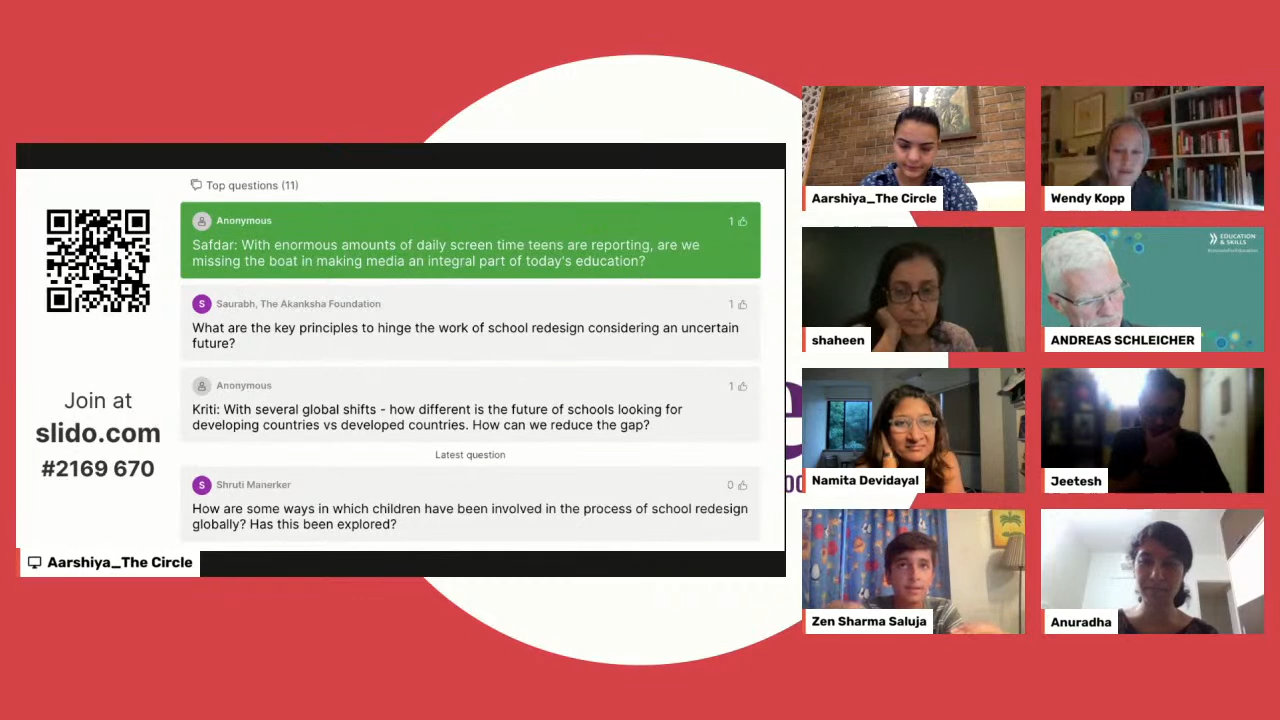 Top questions (11)
Anonymous
1
Safdar: With enormous amounts of daily screen time teens are reporting, are we
missing the boat in making media an integral part of today's education?
S
Saurabh, The Akanksha Foundation
1
What are the key principles to hinge the work of school redesign considering an uncertain
future?
Anonymous
1
Kriti: With several global shifts - how different is the future of schools looking for
developing countries vs developed countries. How can we reduce the gap?
Latest question
S
Shruti Manerker
0
How are some ways in which children have been involved in the process of school redesign
globally? Has this been explored?
Join at
slido.com
#2169 670
Aarshiya_The Circle
Aarshiya_The Circle
Wendy Kopp
shaheen
EDUCATION
& SKILLS
ANDREAS SCHLEICHER
Namita Devidayal
Jeetesh
Zen Sharma Saluja
Anuradha